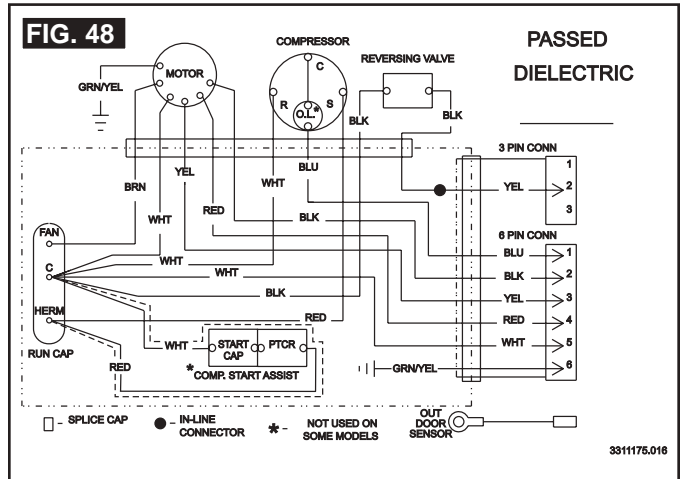 FIG. 48
PASSED
DIELECTRIC
COMPRESSOR
REVERSING VALVE
MOTOR
GRN/YEL
C
R
S
O.L.*
BLK
BLK
3 PIN CONN
1
YEL
2
3
BLU
YEL
BRN
WHT
WHT
RED
BLK
6 PIN CONN
BLU
1
BLK
2
YEL
3
RED
4
WHT
5
GRN/YEL
6
FAN
C
HERM
RUN CAP
WHT
WHT
BLK
RED
WHT
RED
START
CAP
PTCR
* COMP. START ASSIST
- SPLICE CAP
- IN-LINE
CONNECTOR
* - NOT USED ON
SOME MODELS
OUT
DOOR
SENSOR
3311175.016